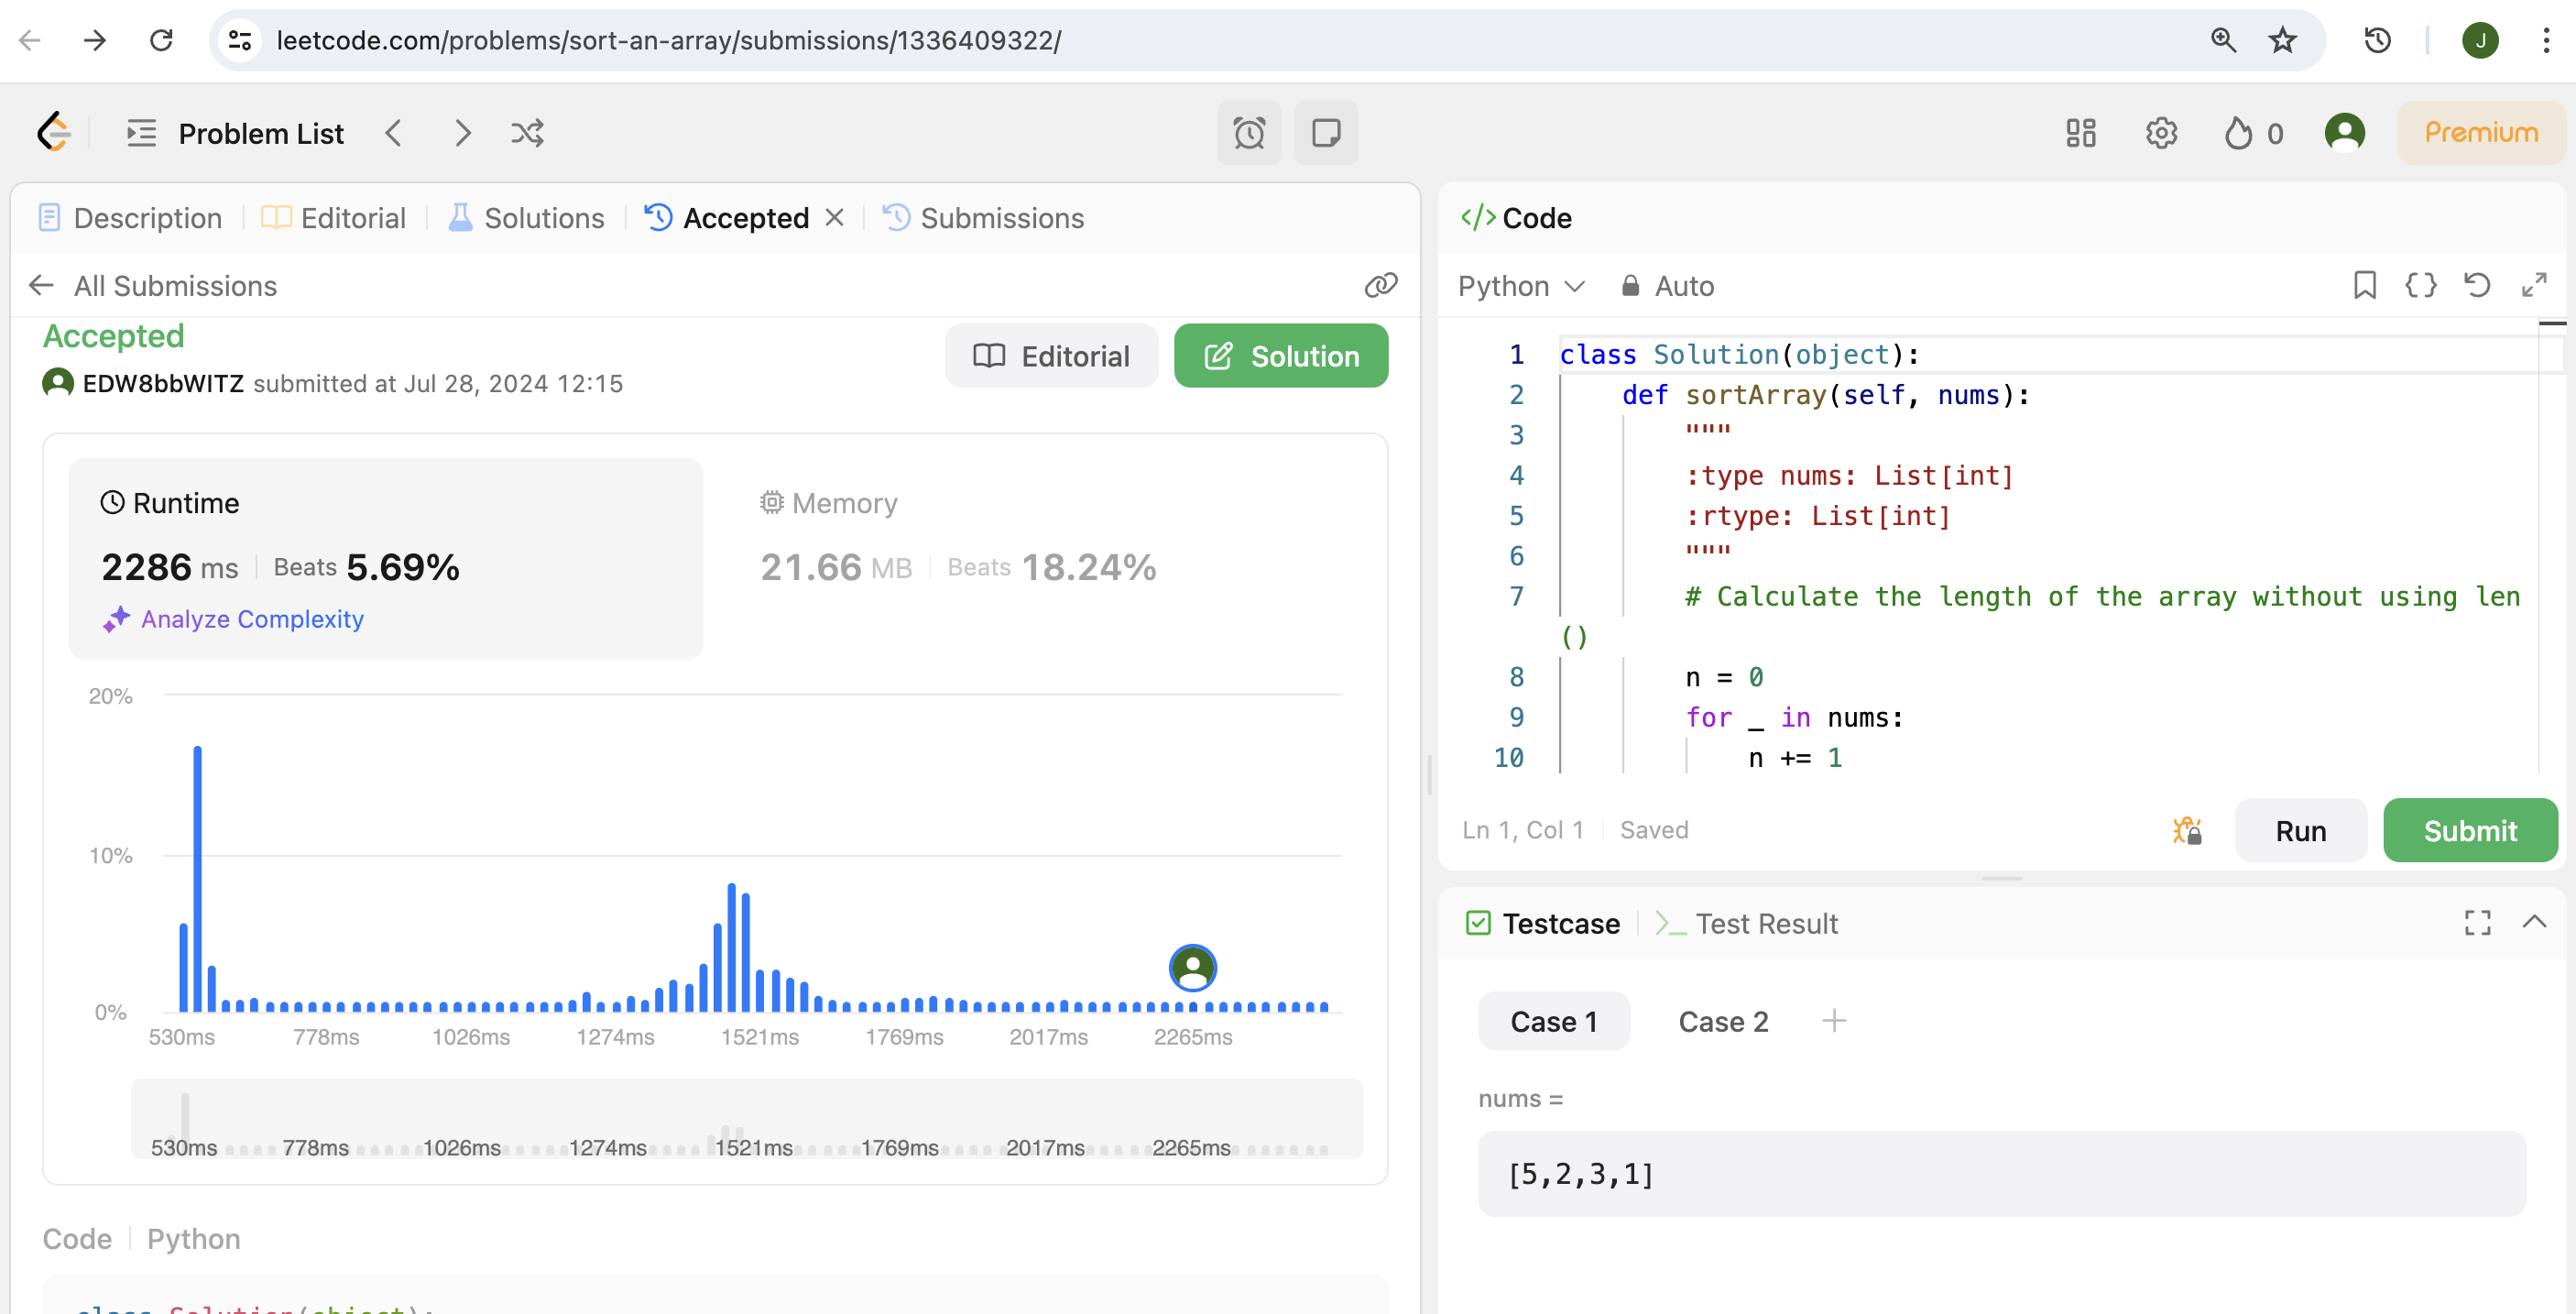 leetcode.com/problems/sort-an-array/submissions/1336409322/
J
Problem List
0
Premium
Description
Editorial
Solutions
Accepted
Submissions
All Submissions
Accepted
EDW8bbWITZ submitted at Jul 28, 2024 12:15
Editorial
Solution
Runtime
2286 ms
Beats 5.69%
Analyze Complexity
Memory
21.66 MB
Beats 18.24%
20%
10%
0%
530ms 778ms 1026ms 1274ms 1521ms 1769ms 2017ms 2265ms
530ms 778ms 1026ms 1274ms 1521ms 1769ms 2017ms 2265ms
Code
Python
class Solution(object):
</> Code
Python
Auto
1 class Solution(object):
2 def sortArray(self, nums):
3 """
4 :type nums: List[int]
5 :rtype: List[int]
6 """
7 # Calculate the length of the array without using len
()
8 n = 0
9 for _ in nums:
10 n += 1
Ln 1, Col 1
Saved
Run
Submit
Testcase
Test Result
Case 1
Case 2
nums =
[5,2,3,1]